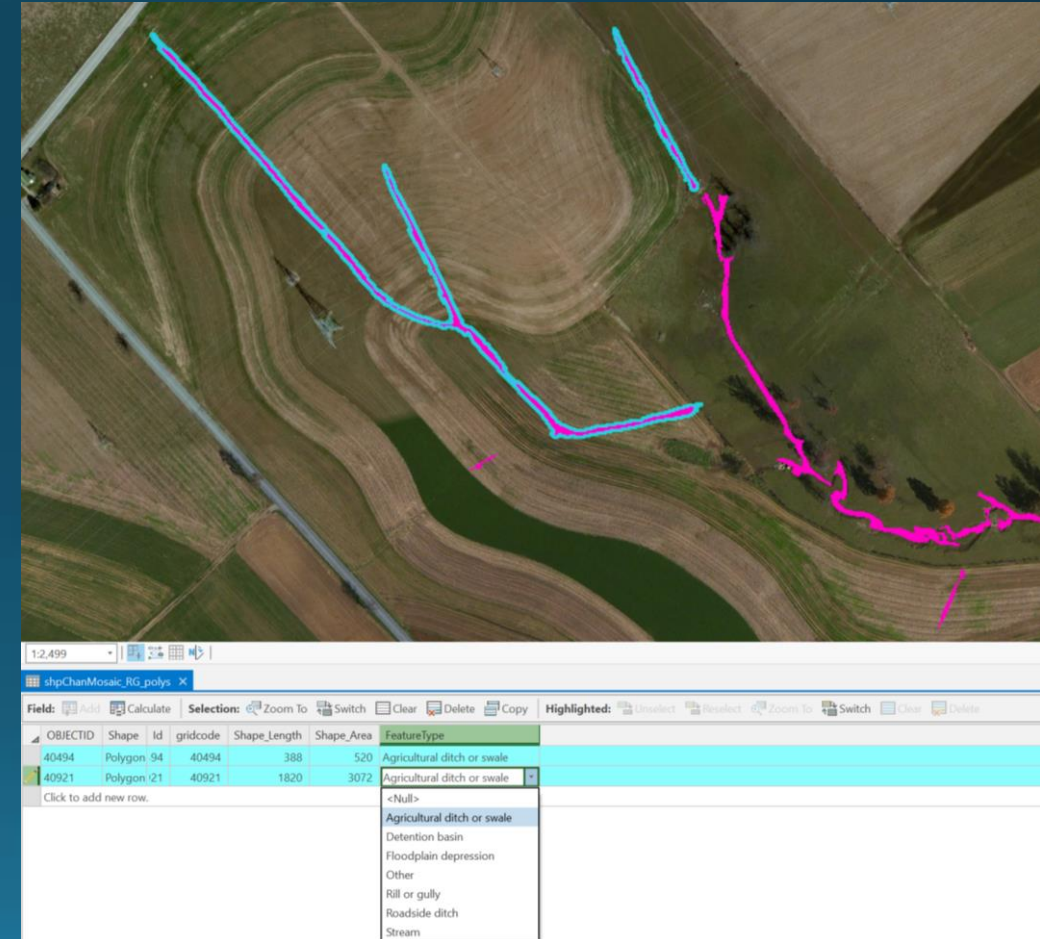 1:2,499
shpChanMosaic_RG_polys ×
Field: Add Calculate Selection: Zoom To Switch Clear Delete Copy Highlighted: Unselect Reselect Zoom To Switch Clear Delete
OBJECTID Shape Id gridcode Shape_Length Shape_Area FeatureType
40494 Polygon 94 40494 388 520 Agricultural ditch or swale
40921 Polygon 21 40921 1820 3072 Agricultural ditch or swale
Click to add new row.
<Null>
Agricultural ditch or swale
Detention basin
Floodplain depression
Other
Rill or gully
Roadside ditch
Stream